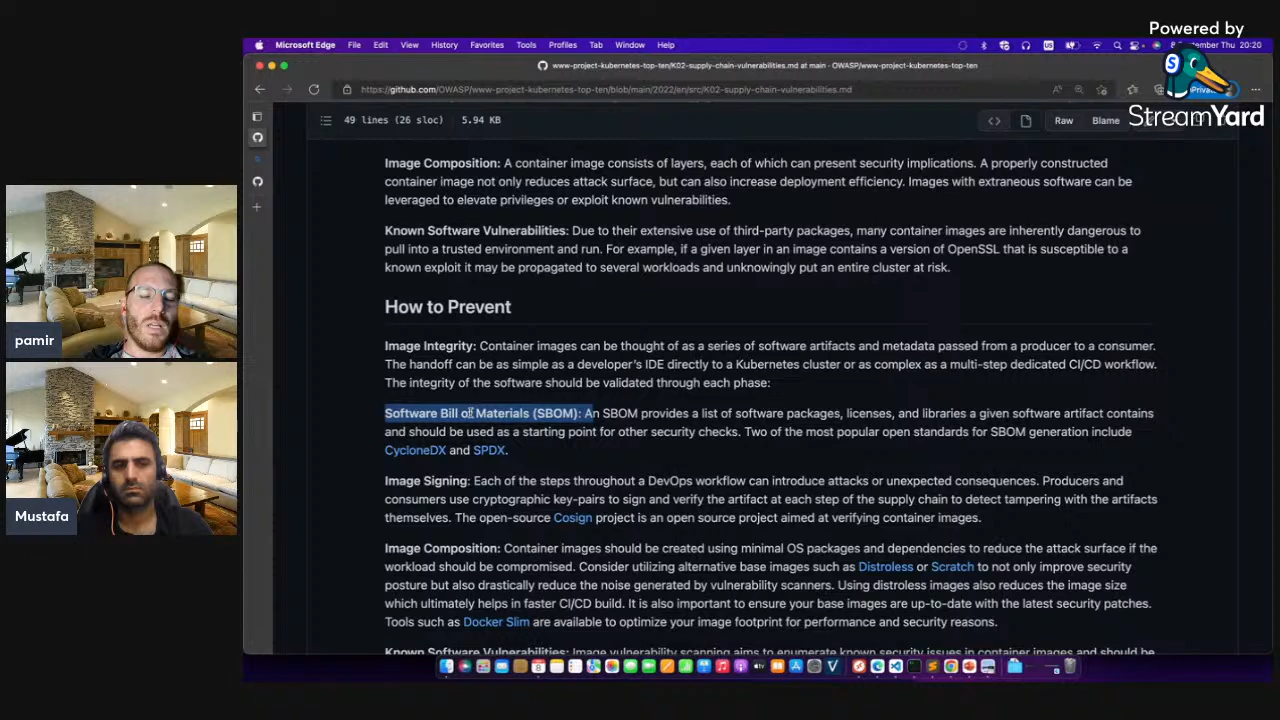 Powered by
StreamYard
Microsoft Edge File Edit View History Favorites Tools Profiles Tab Window Help
Thu 20:20
www-project-kubernetes-top-ten/K02-supply-chain-vulnerabilities.md at main · OWASP/www-project-kubernetes-top-ten
https://github.com/OWASP/www-project-kubernetes-top-ten/blob/main/2022/en/src/K02-supply-chain-vulnerabilities.md
49 lines (26 sloc) 5.94 KB
Raw Blame
Image Composition: A container image consists of layers, each of which can present security implications. A properly constructed
container image not only reduces attack surface, but can also increase deployment efficiency. Images with extraneous software can be
leveraged to elevate privileges or exploit known vulnerabilities.
Known Software Vulnerabilities: Due to their extensive use of third-party packages, many container images are inherently dangerous to
pull into a trusted environment and run. For example, if a given layer in an image contains a version of OpenSSL that is susceptible to a
known exploit it may be propagated to several workloads and unknowingly put an entire cluster at risk.
How to Prevent
Image Integrity: Container images can be thought of as a series of software artifacts and metadata passed from a producer to a consumer.
The handoff can be as simple as a developer's IDE directly to a Kubernetes cluster or as complex as a multi-step dedicated CI/CD workflow.
The integrity of the software should be validated through each phase:
Software Bill of Materials (SBOM): An SBOM provides a list of software packages, licenses, and libraries a given software artifact contains
and should be used as a starting point for other security checks. Two of the most popular open standards for SBOM generation include
CycloneDX and SPDX.
Image Signing: Each of the steps throughout a DevOps workflow can introduce attacks or unexpected consequences. Producers and
consumers use cryptographic key-pairs to sign and verify the artifact at each step of the supply chain to detect tampering with the artifacts
themselves. The open-source Cosign project is an open source project aimed at verifying container images.
Image Composition: Container images should be created using minimal OS packages and dependencies to reduce the attack surface if the
workload should be compromised. Consider utilizing alternative base images such as Distroless or Scratch to not only improve security
posture but also drastically reduce the noise generated by vulnerability scanners. Using distroless images also reduces the image size
which ultimately helps in faster CI/CD build. It is also important to ensure your base images are up-to-date with the latest security patches.
Tools such as Docker Slim are available to optimize your image footprint for performance and security reasons.
Known Software Vulnerabilities: Image vulnerability scanning aims to enumerate known security issues in container images and should be
pamir
Mustafa